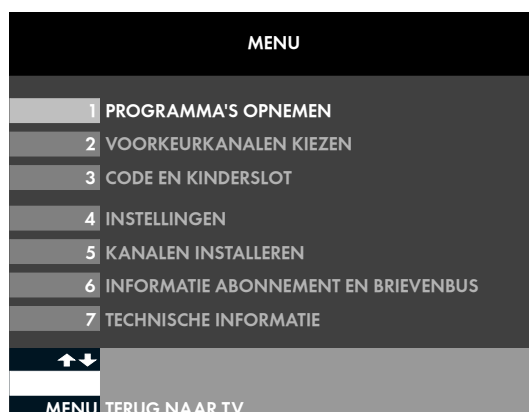 MENU
1 PROGRAMMA'S OPNEMEN
2 VOORKEURKANALEN KIEZEN
3 CODE EN KINDERSLOT
4 INSTELLINGEN
5 KANALEN INSTALLEREN
6 INFORMATIE ABONNEMENT EN BRIEVENBUS
7 TECHNISCHE INFORMATIE
MENU TERUG NAAR TV